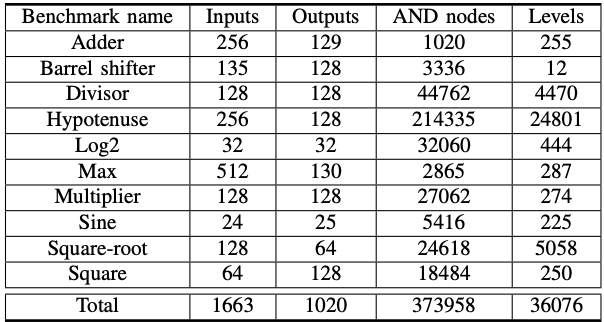 Benchmark name Inputs Outputs AND nodes Levels
Adder 256 129 1020 255
Barrel shifter 135 128 3336 12
Divisor 128 128 44762 4470
Hypotenuse 256 128 214335 24801
Log2 32 32 32060 444
Max 512 130 2865 287
Multiplier 128 128 27062 274
Sine 24 25 5416 225
Square-root 128 64 24618 5058
Square 64 128 18484 250
Total 1663 1020 373958 36076